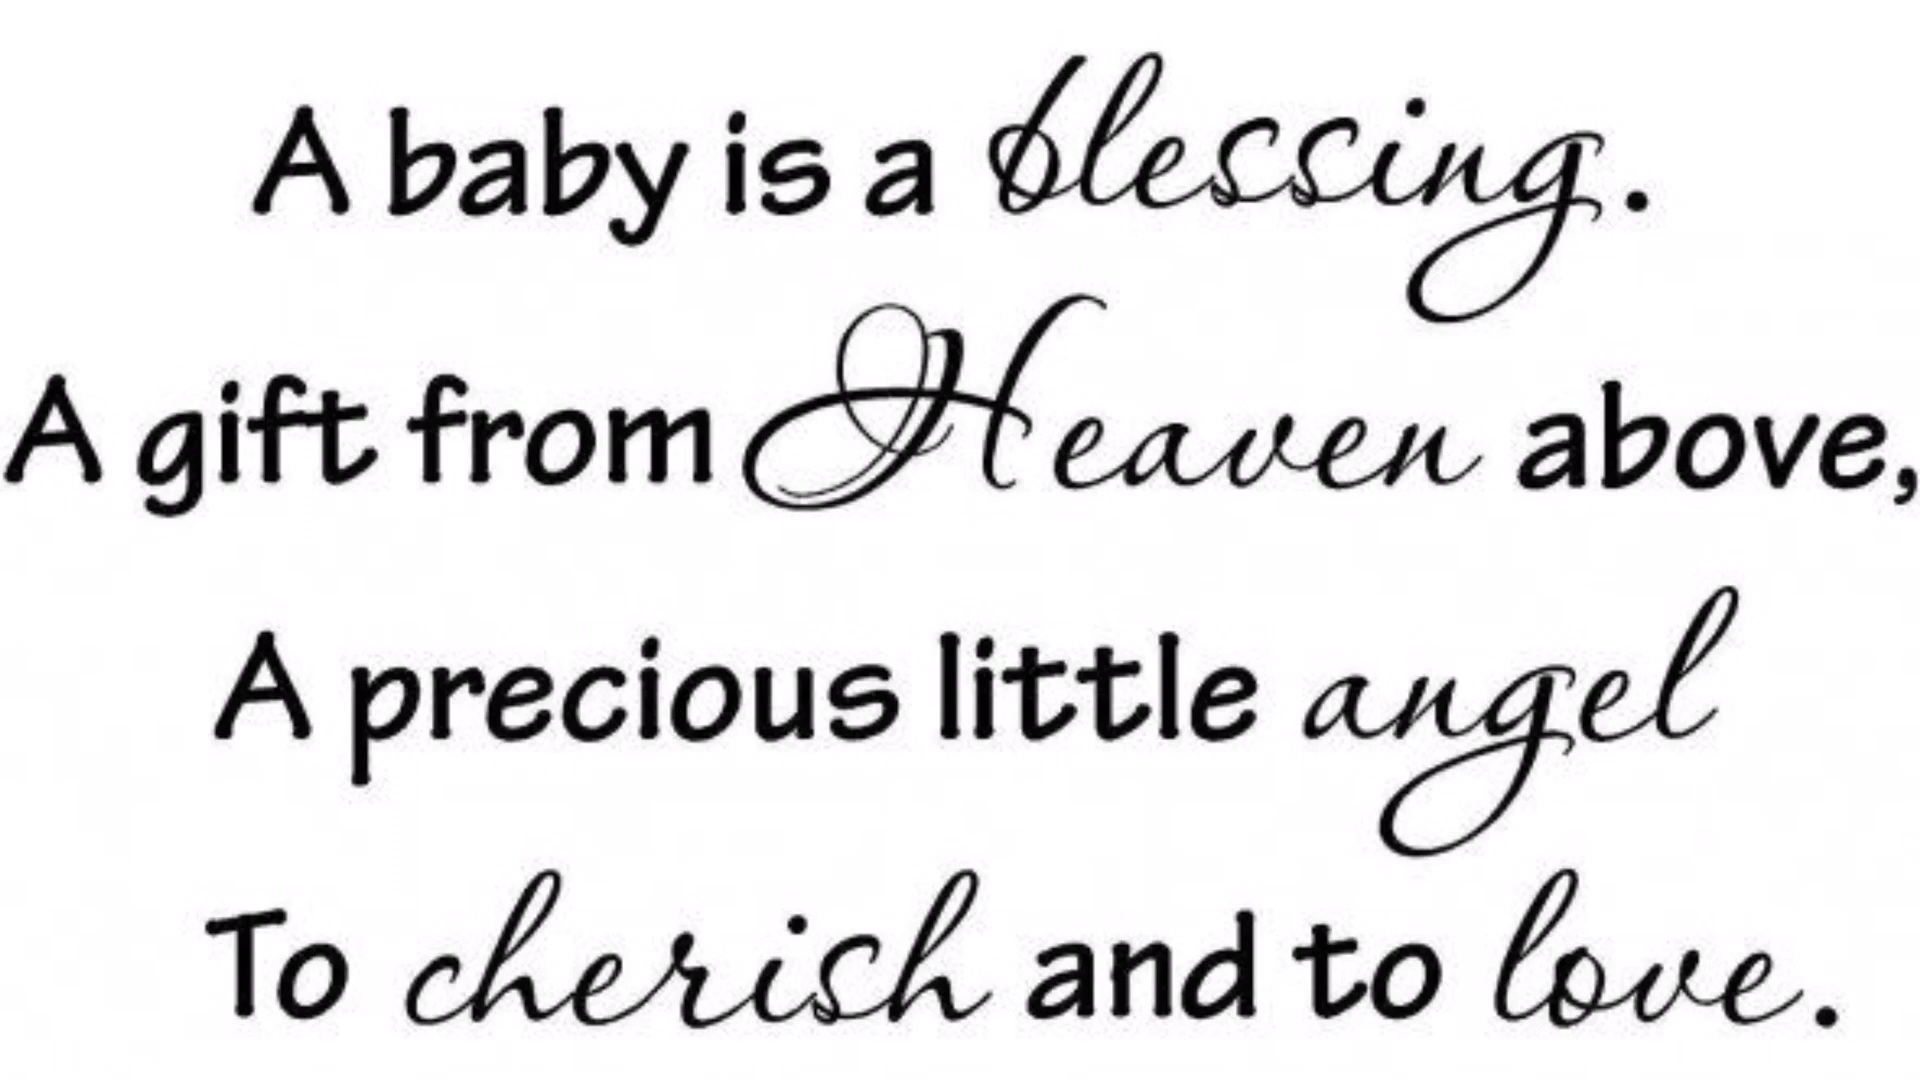 A baby is a blessing.
A gift from Heaven above,
A precious little angel
To cherish and to love.